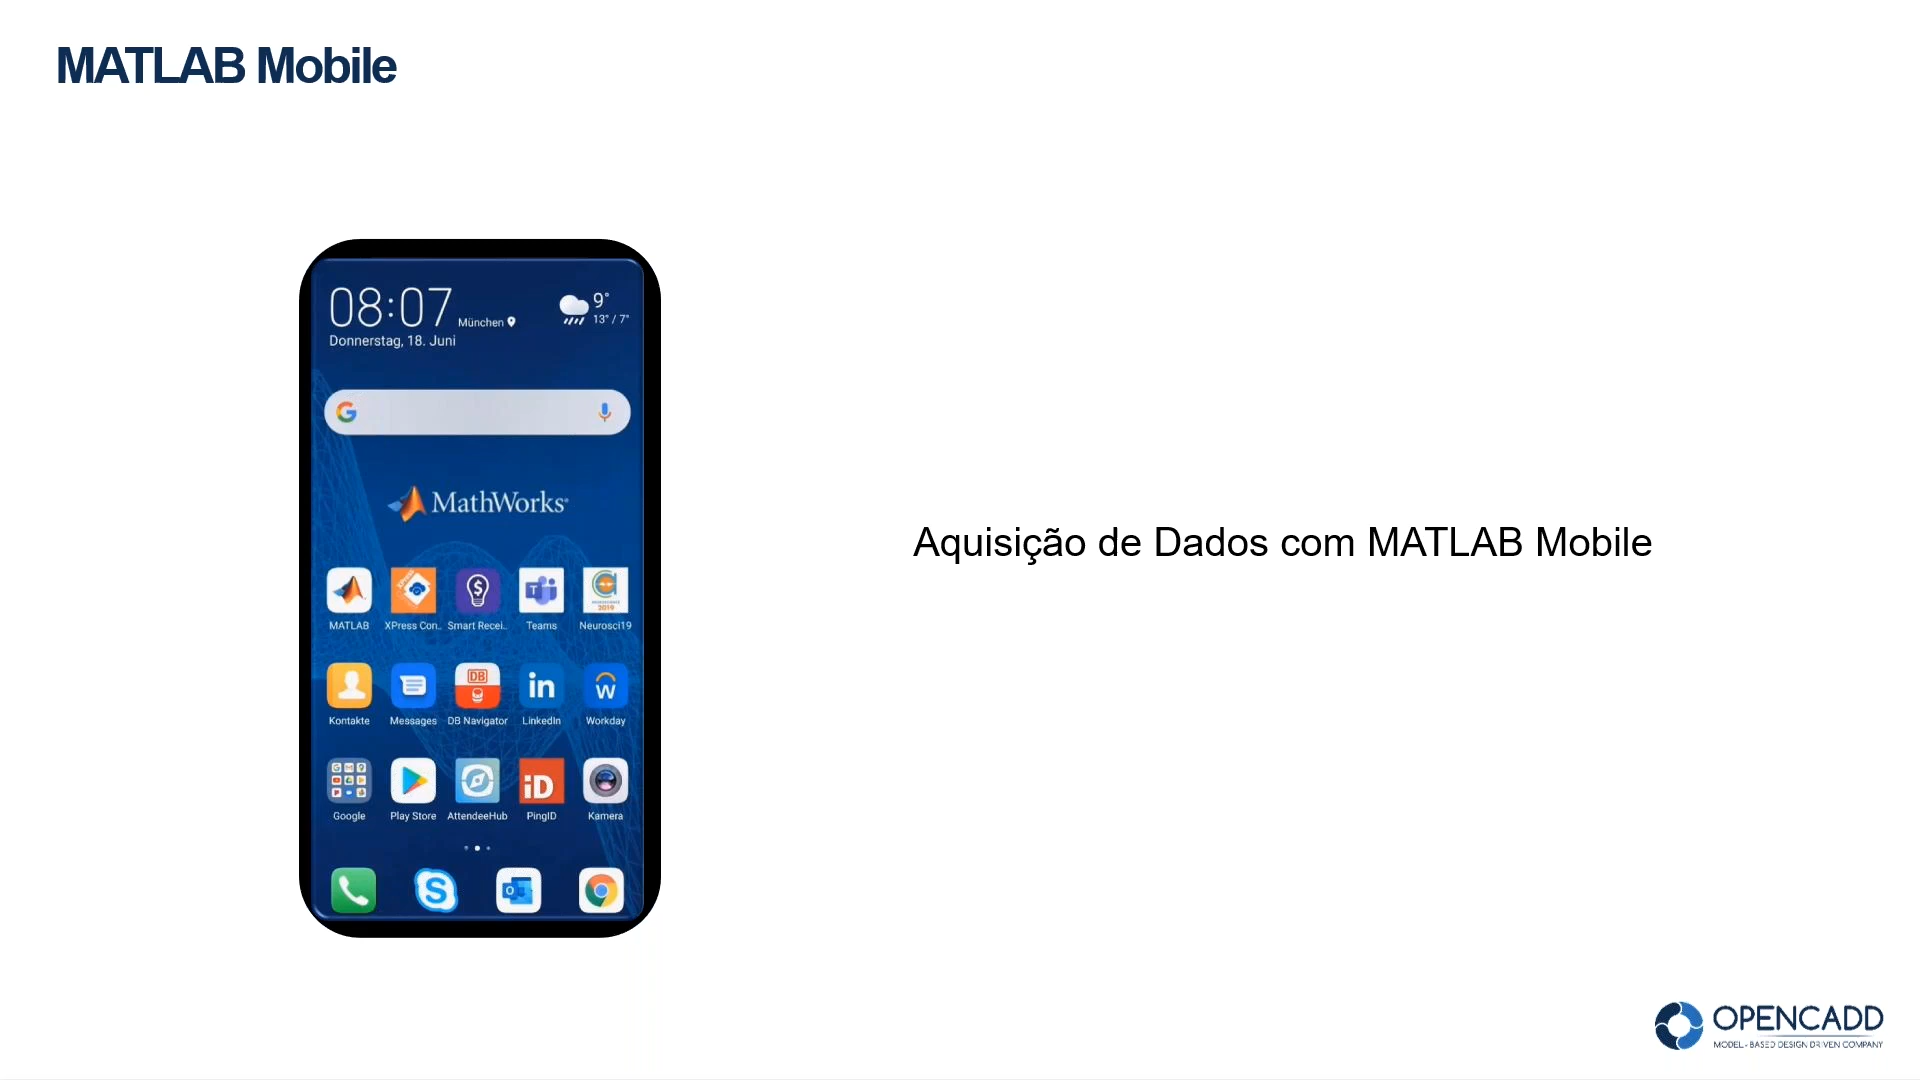 MATLAB Mobile
08:07
München
9°
13° / 7°
Donnerstag, 18. Juni
MathWorks®
MATLAB
XPress Con..
Smart Recei..
Teams
Neurosci19
Kontakte
Messages
DB Navigator
LinkedIn
Workday
Google
Play Store
AttendeeHub
PingID
Kamera
Aquisição de Dados com MATLAB Mobile
OPENCADD
MODEL-BASED DESIGN DRIVEN COMPANY